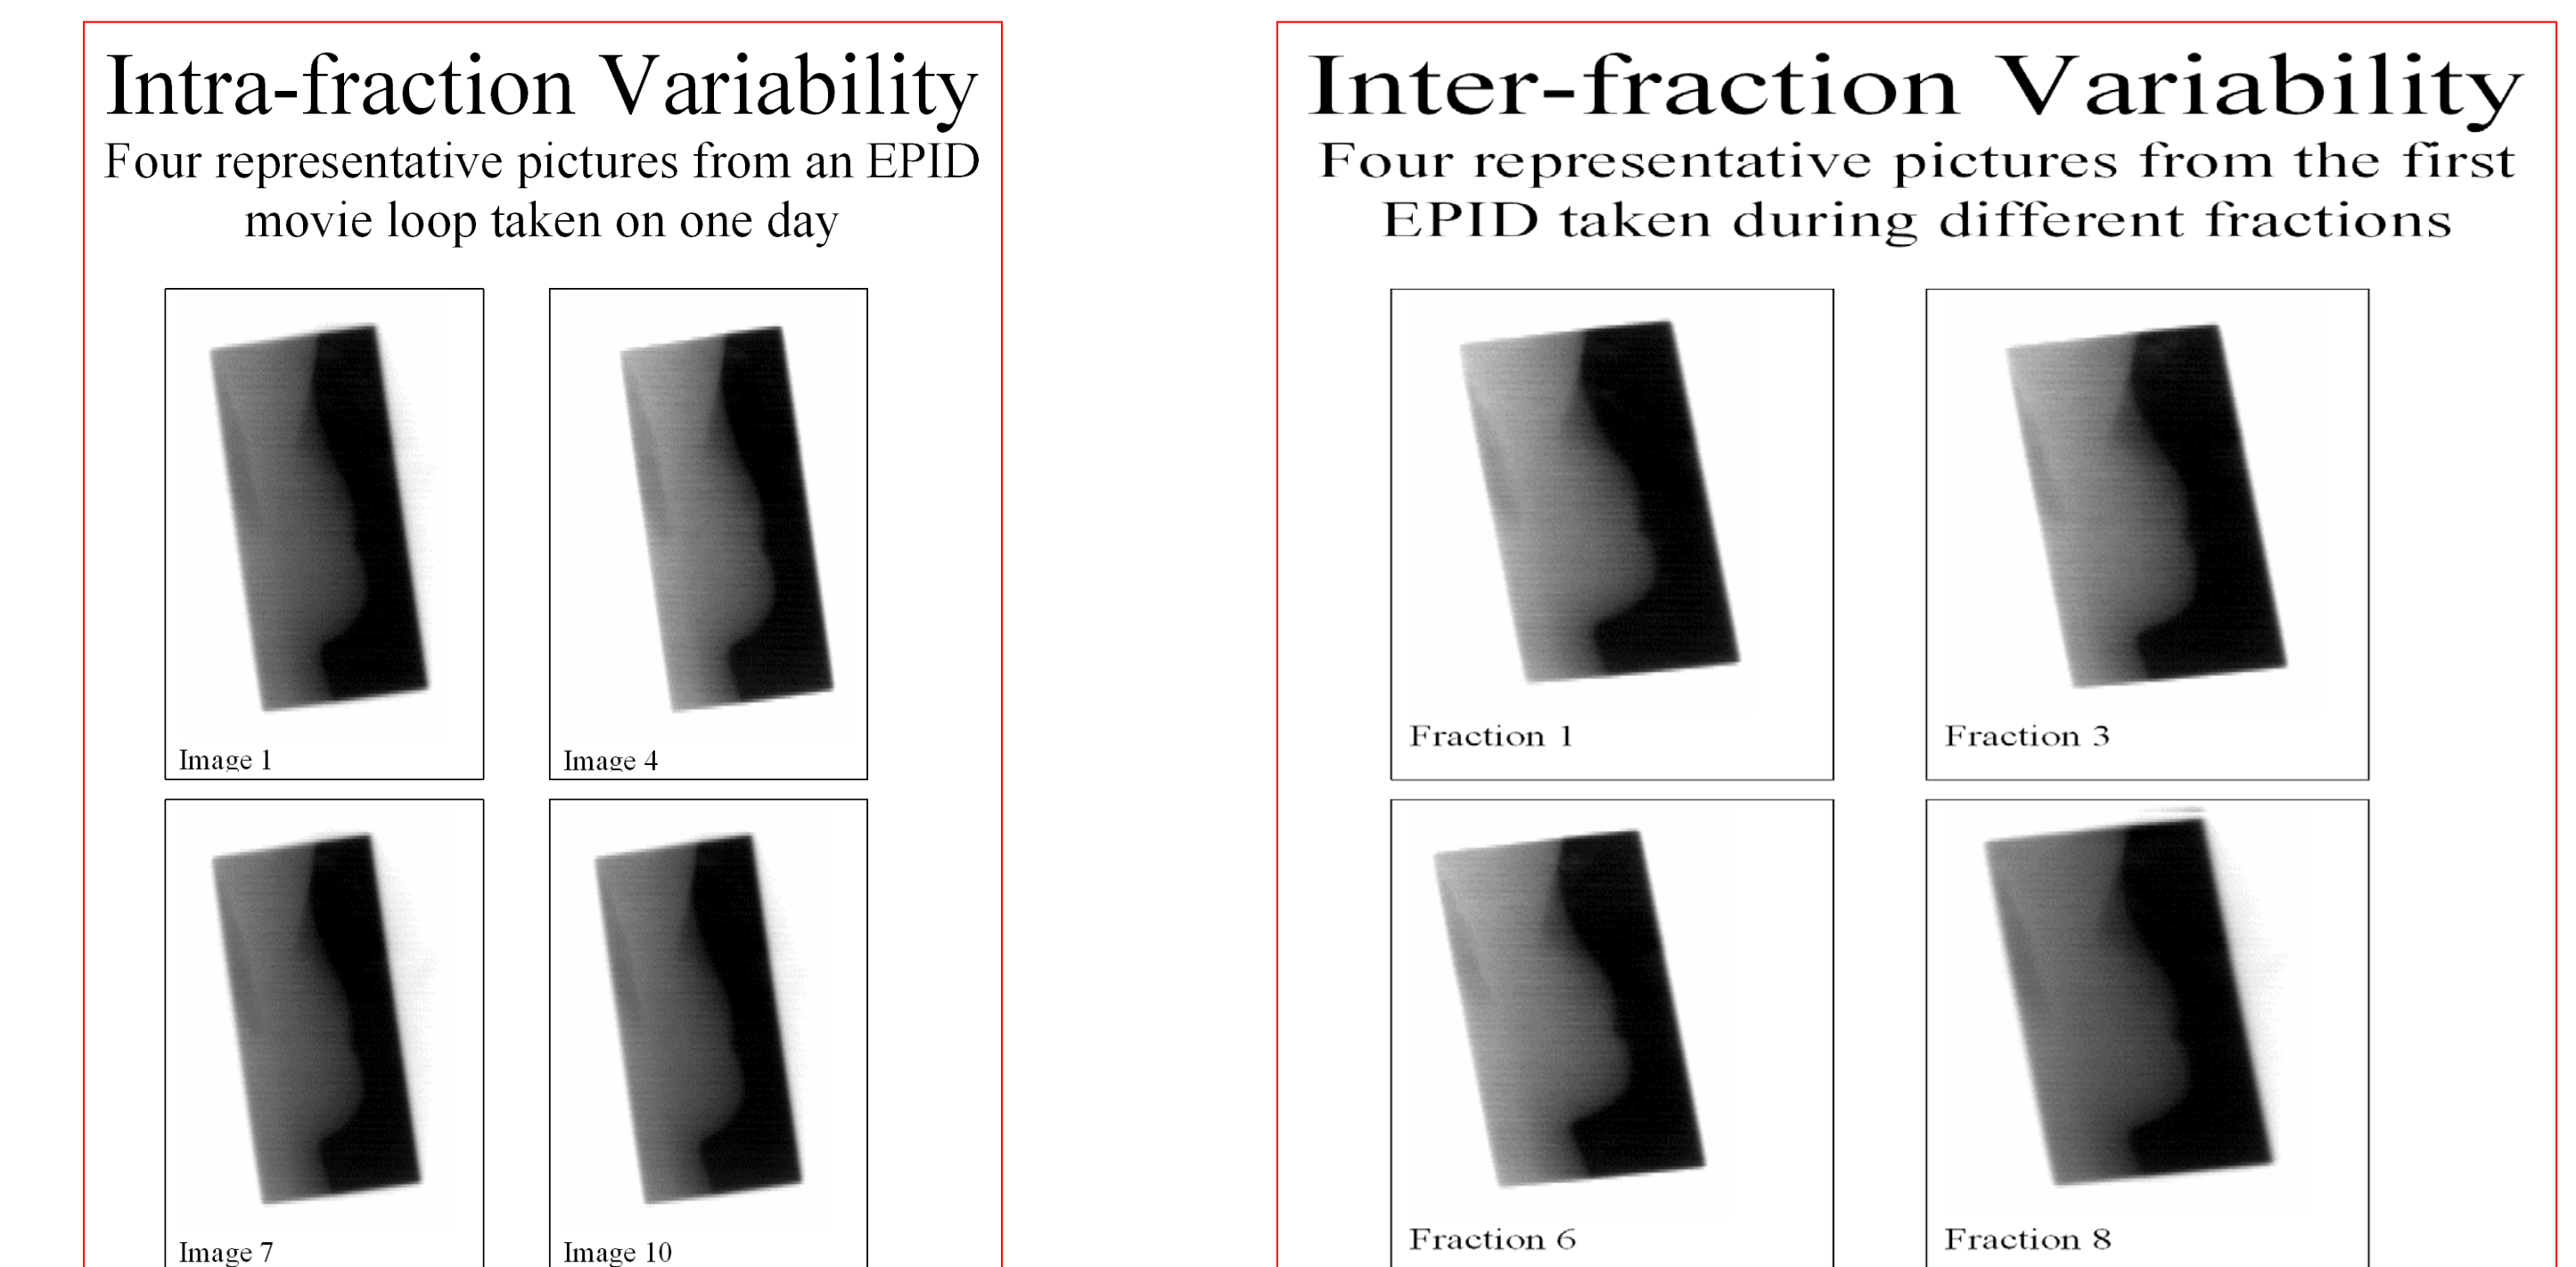 Intra-fraction Variability
Four representative pictures from an EPID
movie loop taken on one day
Image 1
Image 4
Image 7
Image 10
Inter-fraction Variability
Four representative pictures from the first
EPID taken during different fractions
Fraction 1
Fraction 3
Fraction 6
Fraction 8